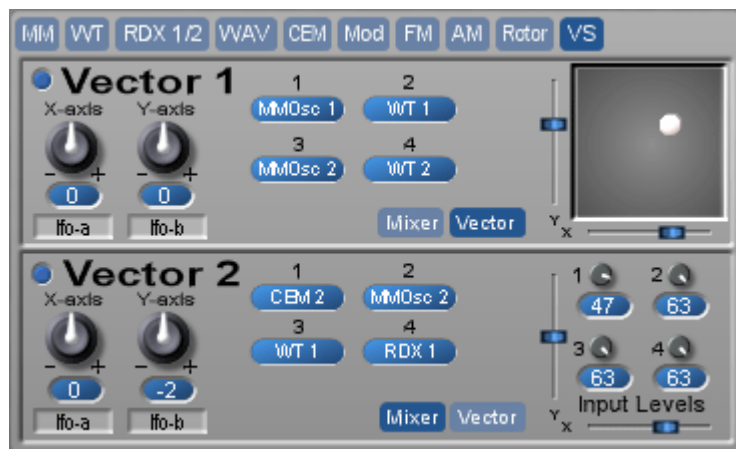 MM WT RDX 1/2 WAV CEM Mod FM AM Rotor VS
Vector 1
X-axis Y-axis
- + - +
0 0
lfo-a lfo-b
1 2
MMOsc 1 WT 1
3 4
MMOsc 2 WT 2
Mixer Vector
Y
X
Vector 2
X-axis Y-axis
- + - +
0 -2
lfo-a lfo-b
1 2
CEM 2 MMOsc 2
3 4
WT 1 RDX 1
Mixer Vector
Y
X
1 2
47 63
3 4
63 63
Input Levels